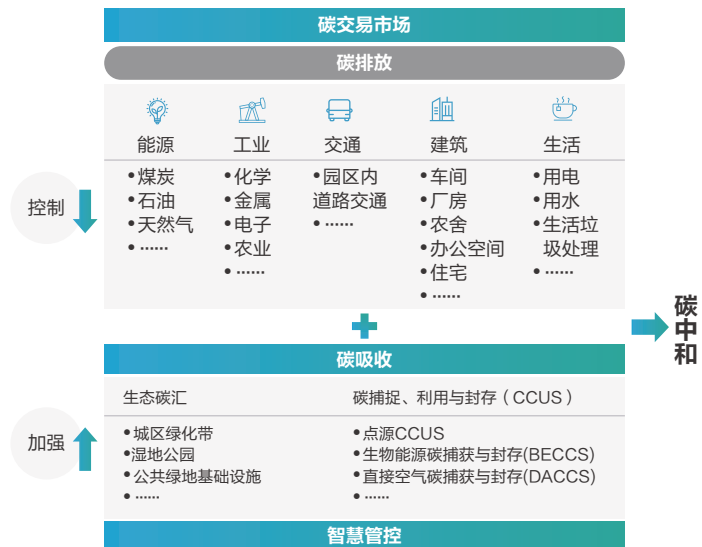 碳交易市场
碳排放
能源
•煤炭
•石油
•天然气
•……
工业
•化学
•金属
•电子
•农业
•……
交通
•园区内
道路交通
•……
建筑
•车间
•厂房
•农舍
•办公空间
•住宅
•……
生活
•用电
•用水
•生活垃
圾处理
•……
控制
碳吸收
生态碳汇
•城区绿化带
•湿地公园
•公共绿地基础设施
•……
碳捕捉、利用与封存（CCUS）
•点源CCUS
•生物能源碳捕获与封存(BECCS)
•直接空气碳捕获与封存(DACCS)
•……
加强
智慧管控
碳中和